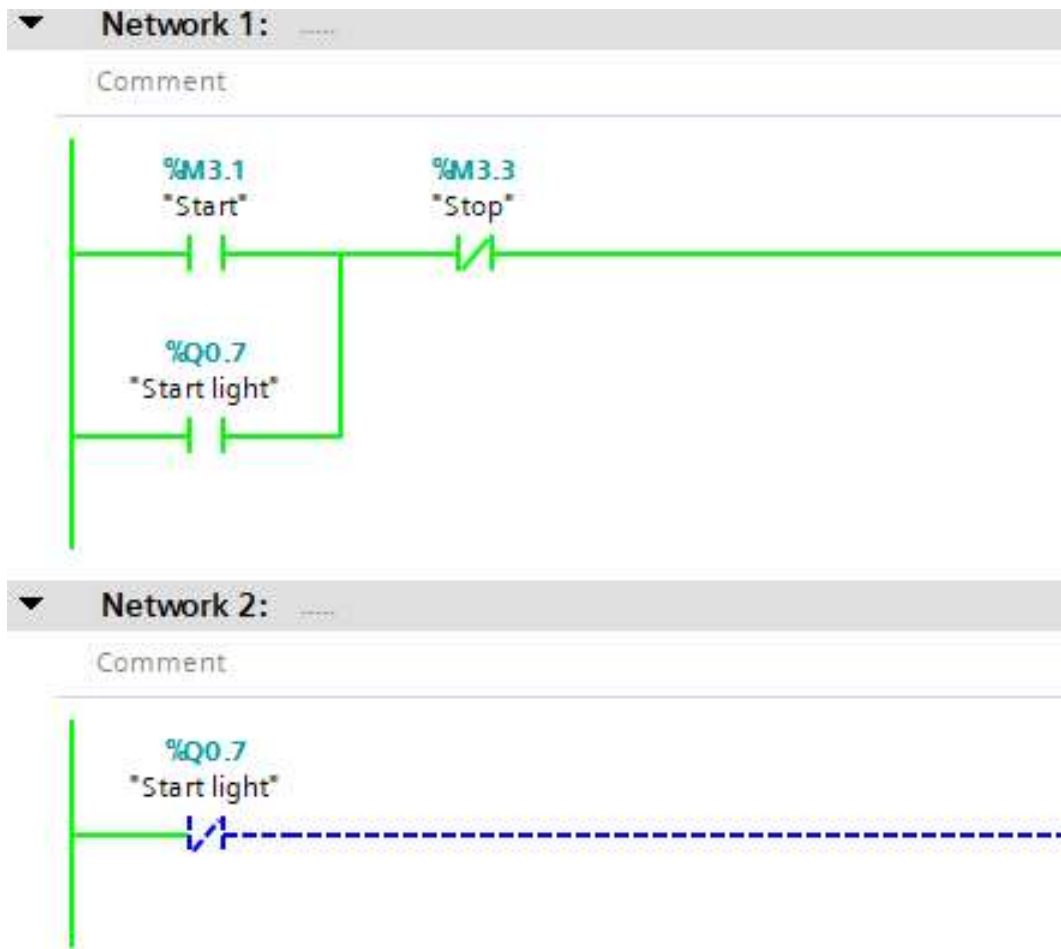 Network 1: .....
Comment
%M3.1
"Start"
%M3.3
"Stop"
%Q0.7
"Start light"
Network 2: .....
Comment
%Q0.7
"Start light"